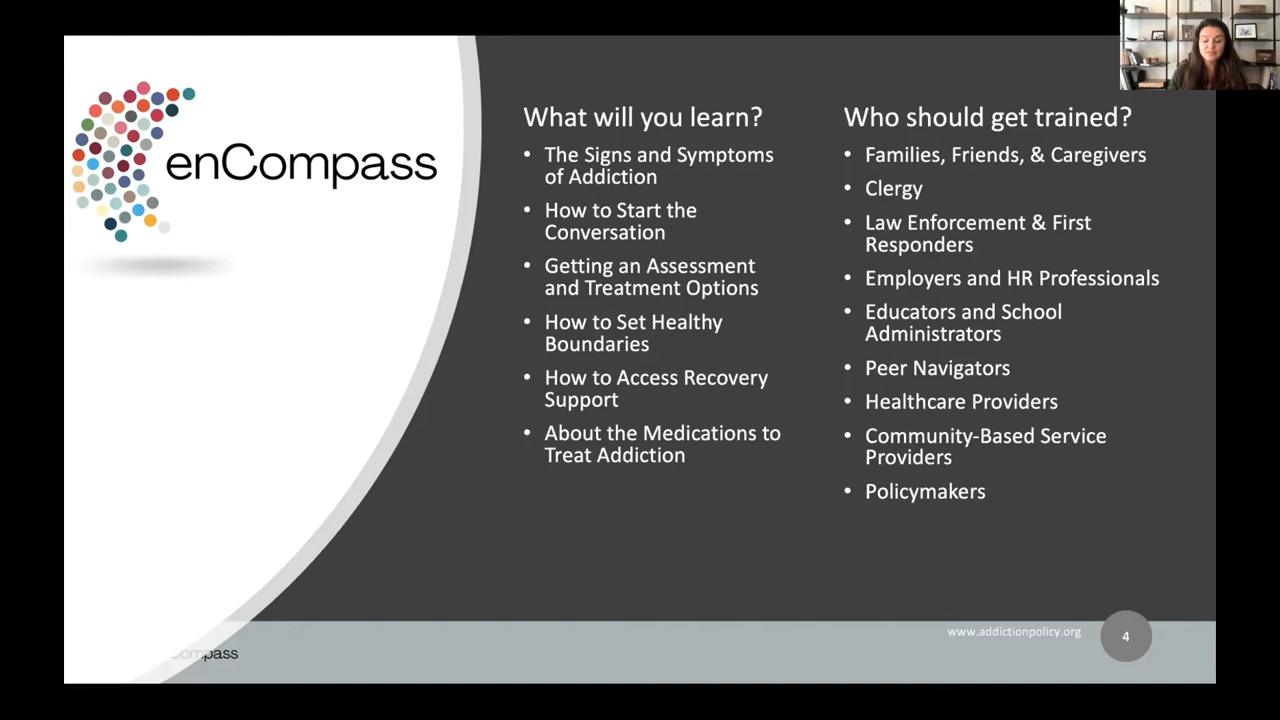 enCompass
What will you learn?
• The Signs and Symptoms
of Addiction
• How to Start the
Conversation
• Getting an Assessment
and Treatment Options
• How to Set Healthy
Boundaries
• How to Access Recovery
Support
• About the Medications to
Treat Addiction
Who should get trained?
• Families, Friends, & Caregivers
• Clergy
• Law Enforcement & First
Responders
• Employers and HR Professionals
• Educators and School
Administrators
• Peer Navigators
• Healthcare Providers
• Community-Based Service
Providers
• Policymakers
www.addictionpolicy.org
4
compass